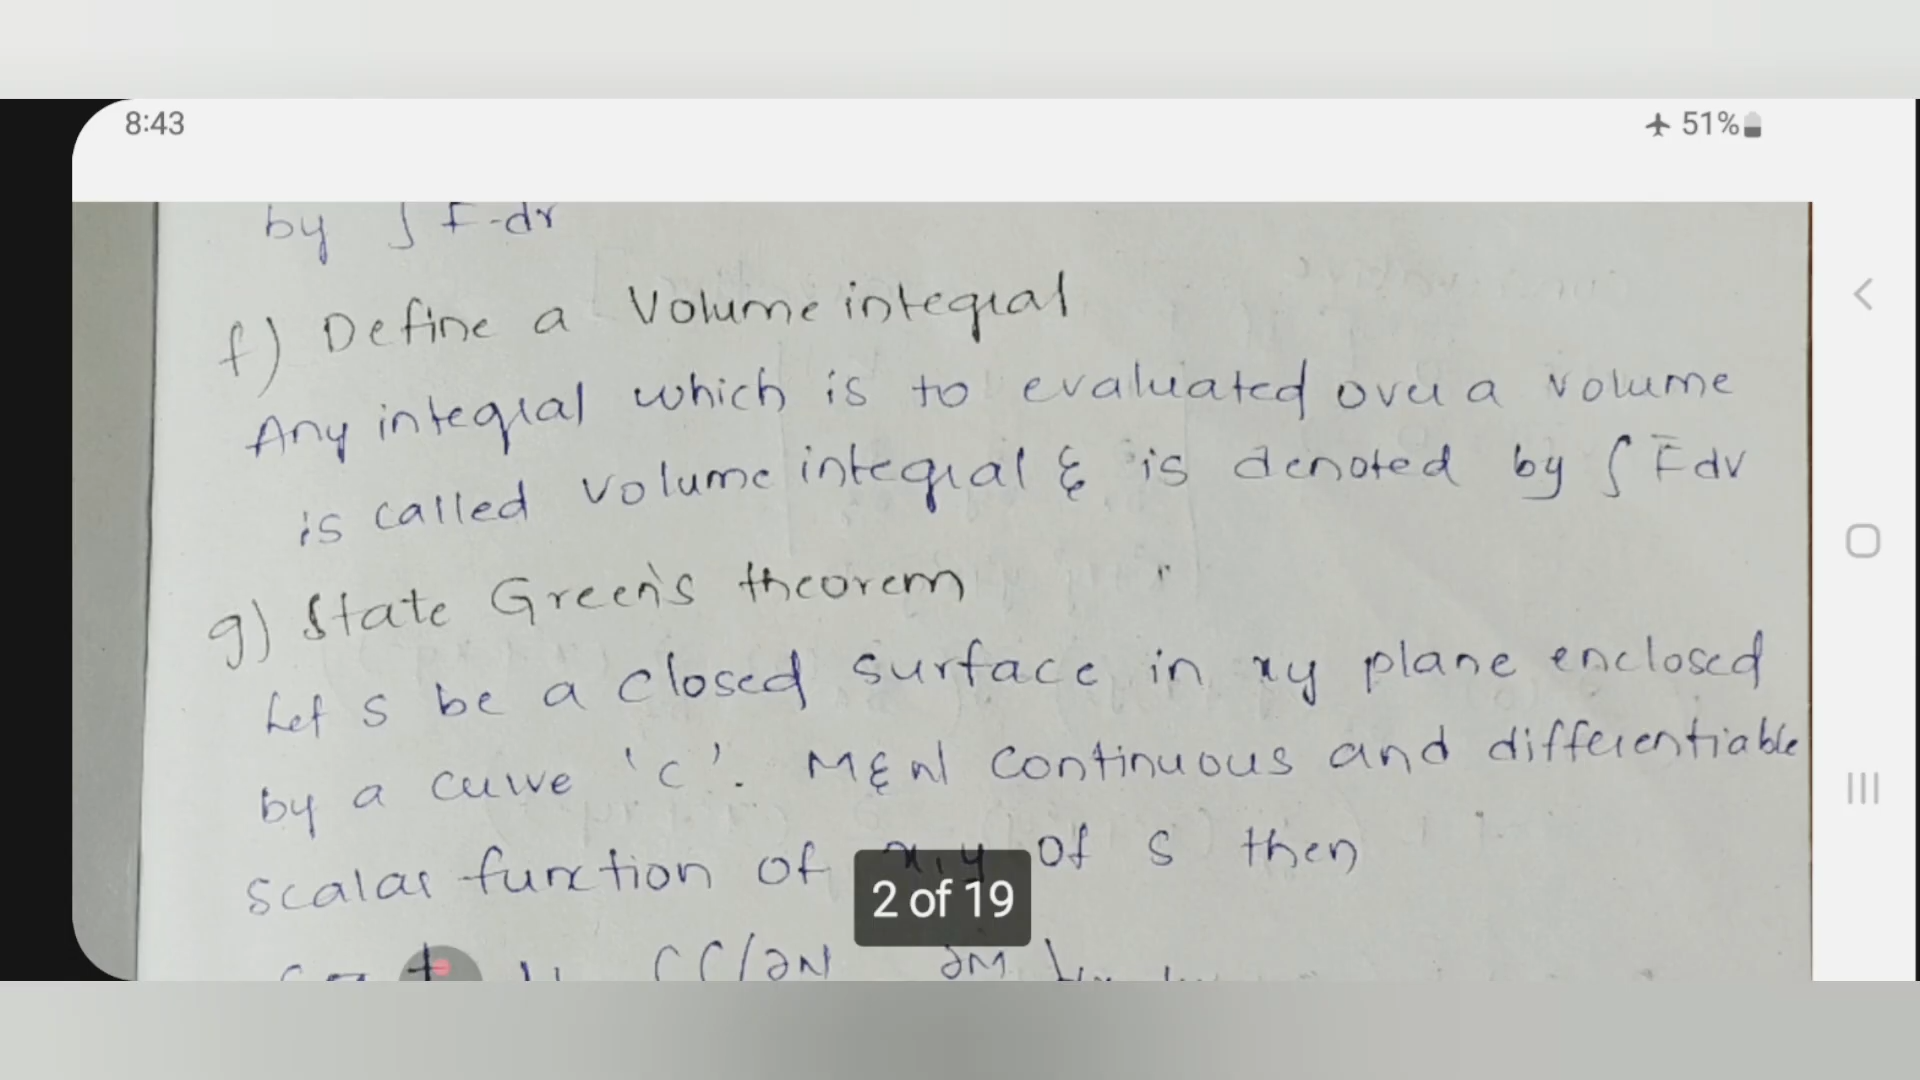 8:43
51%
by ∫ F-dr
f) Define a Volume integral
Any integral which is to evaluated over a volume
is called volume integral & is denoted by ∫ F̅ dv
g) State Green's theorem
Let s be a closed surface in xy plane enclosed
by a curve 'c'. M & N continuous and differentiable
scalar function of x,y of s then
2 of 19
∂N ∂M